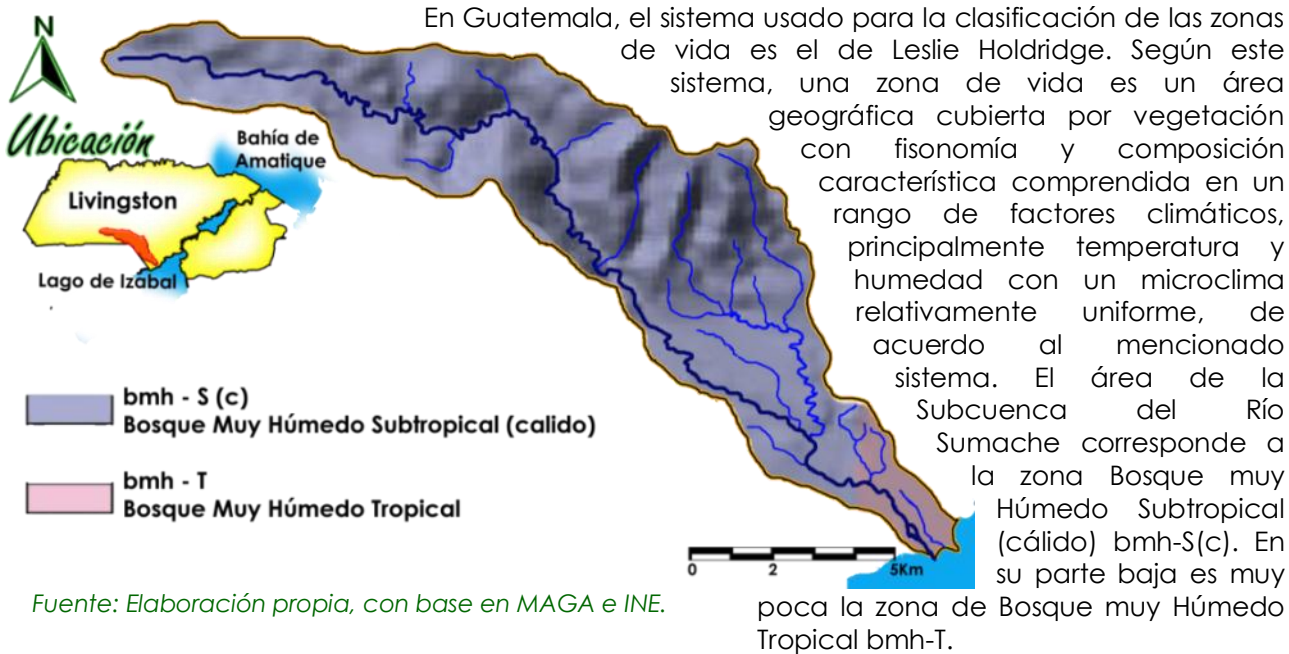 En Guatemala, el sistema usado para la clasificación de las zonas
de vida es el de Leslie Holdridge. Según este
sistema, una zona de vida es un área
geográfica cubierta por vegetación
con fisonomía y composición
característica comprendida en un
rango de factores climáticos,
principalmente temperatura y
humedad con un microclima
relativamente uniforme, de
acuerdo al mencionado
sistema. El área de la
Subcuenca del Río
Sumache corresponde a
la zona Bosque muy
Húmedo Subtropical
(cálido) bmh-S(c). En
su parte baja es muy
poca la zona de Bosque muy Húmedo
Tropical bmh-T.
N
Ubicación
Bahía de
Amatique
Livingston
Lago de Izabal
bmh - S (c)
Bosque Muy Húmedo Subtropical (calido)
bmh - T
Bosque Muy Húmedo Tropical
0 2 5Km
Fuente: Elaboración propia, con base en MAGA e INE.